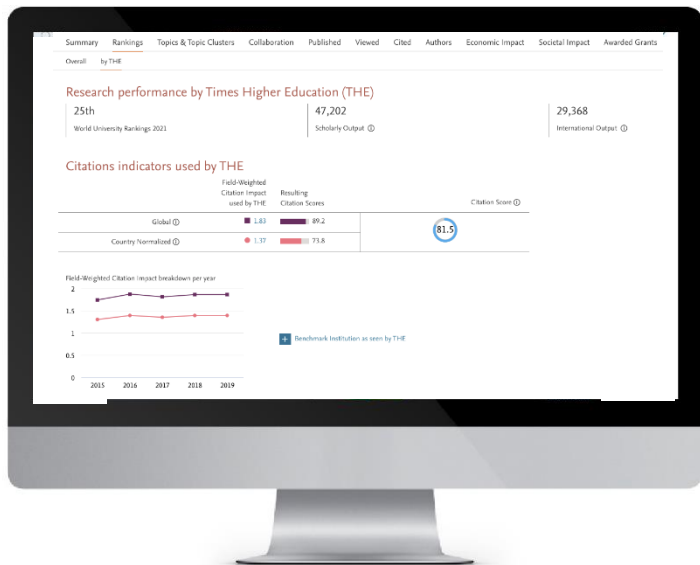 Summary Rankings Topics & Topic Clusters Collaboration Published Viewed Cited Authors Economic Impact Societal Impact Awarded Grants
Overall by THE
Research performance by Times Higher Education (THE)
25th 47,202 29,368
World University Rankings 2021 Scholarly Output International Output
Citations indicators used by THE
Field-Weighted
Citation Impact Resulting
used by THE Citation Scores Citation Score
Global 1.83 89.2
81.5
Country Normalized 1.37 73.8
Field-Weighted Citation Impact breakdown per year
2
1.5
1
Benchmark Institution as seen by THE
0.5
0
2015 2016 2017 2018 2019